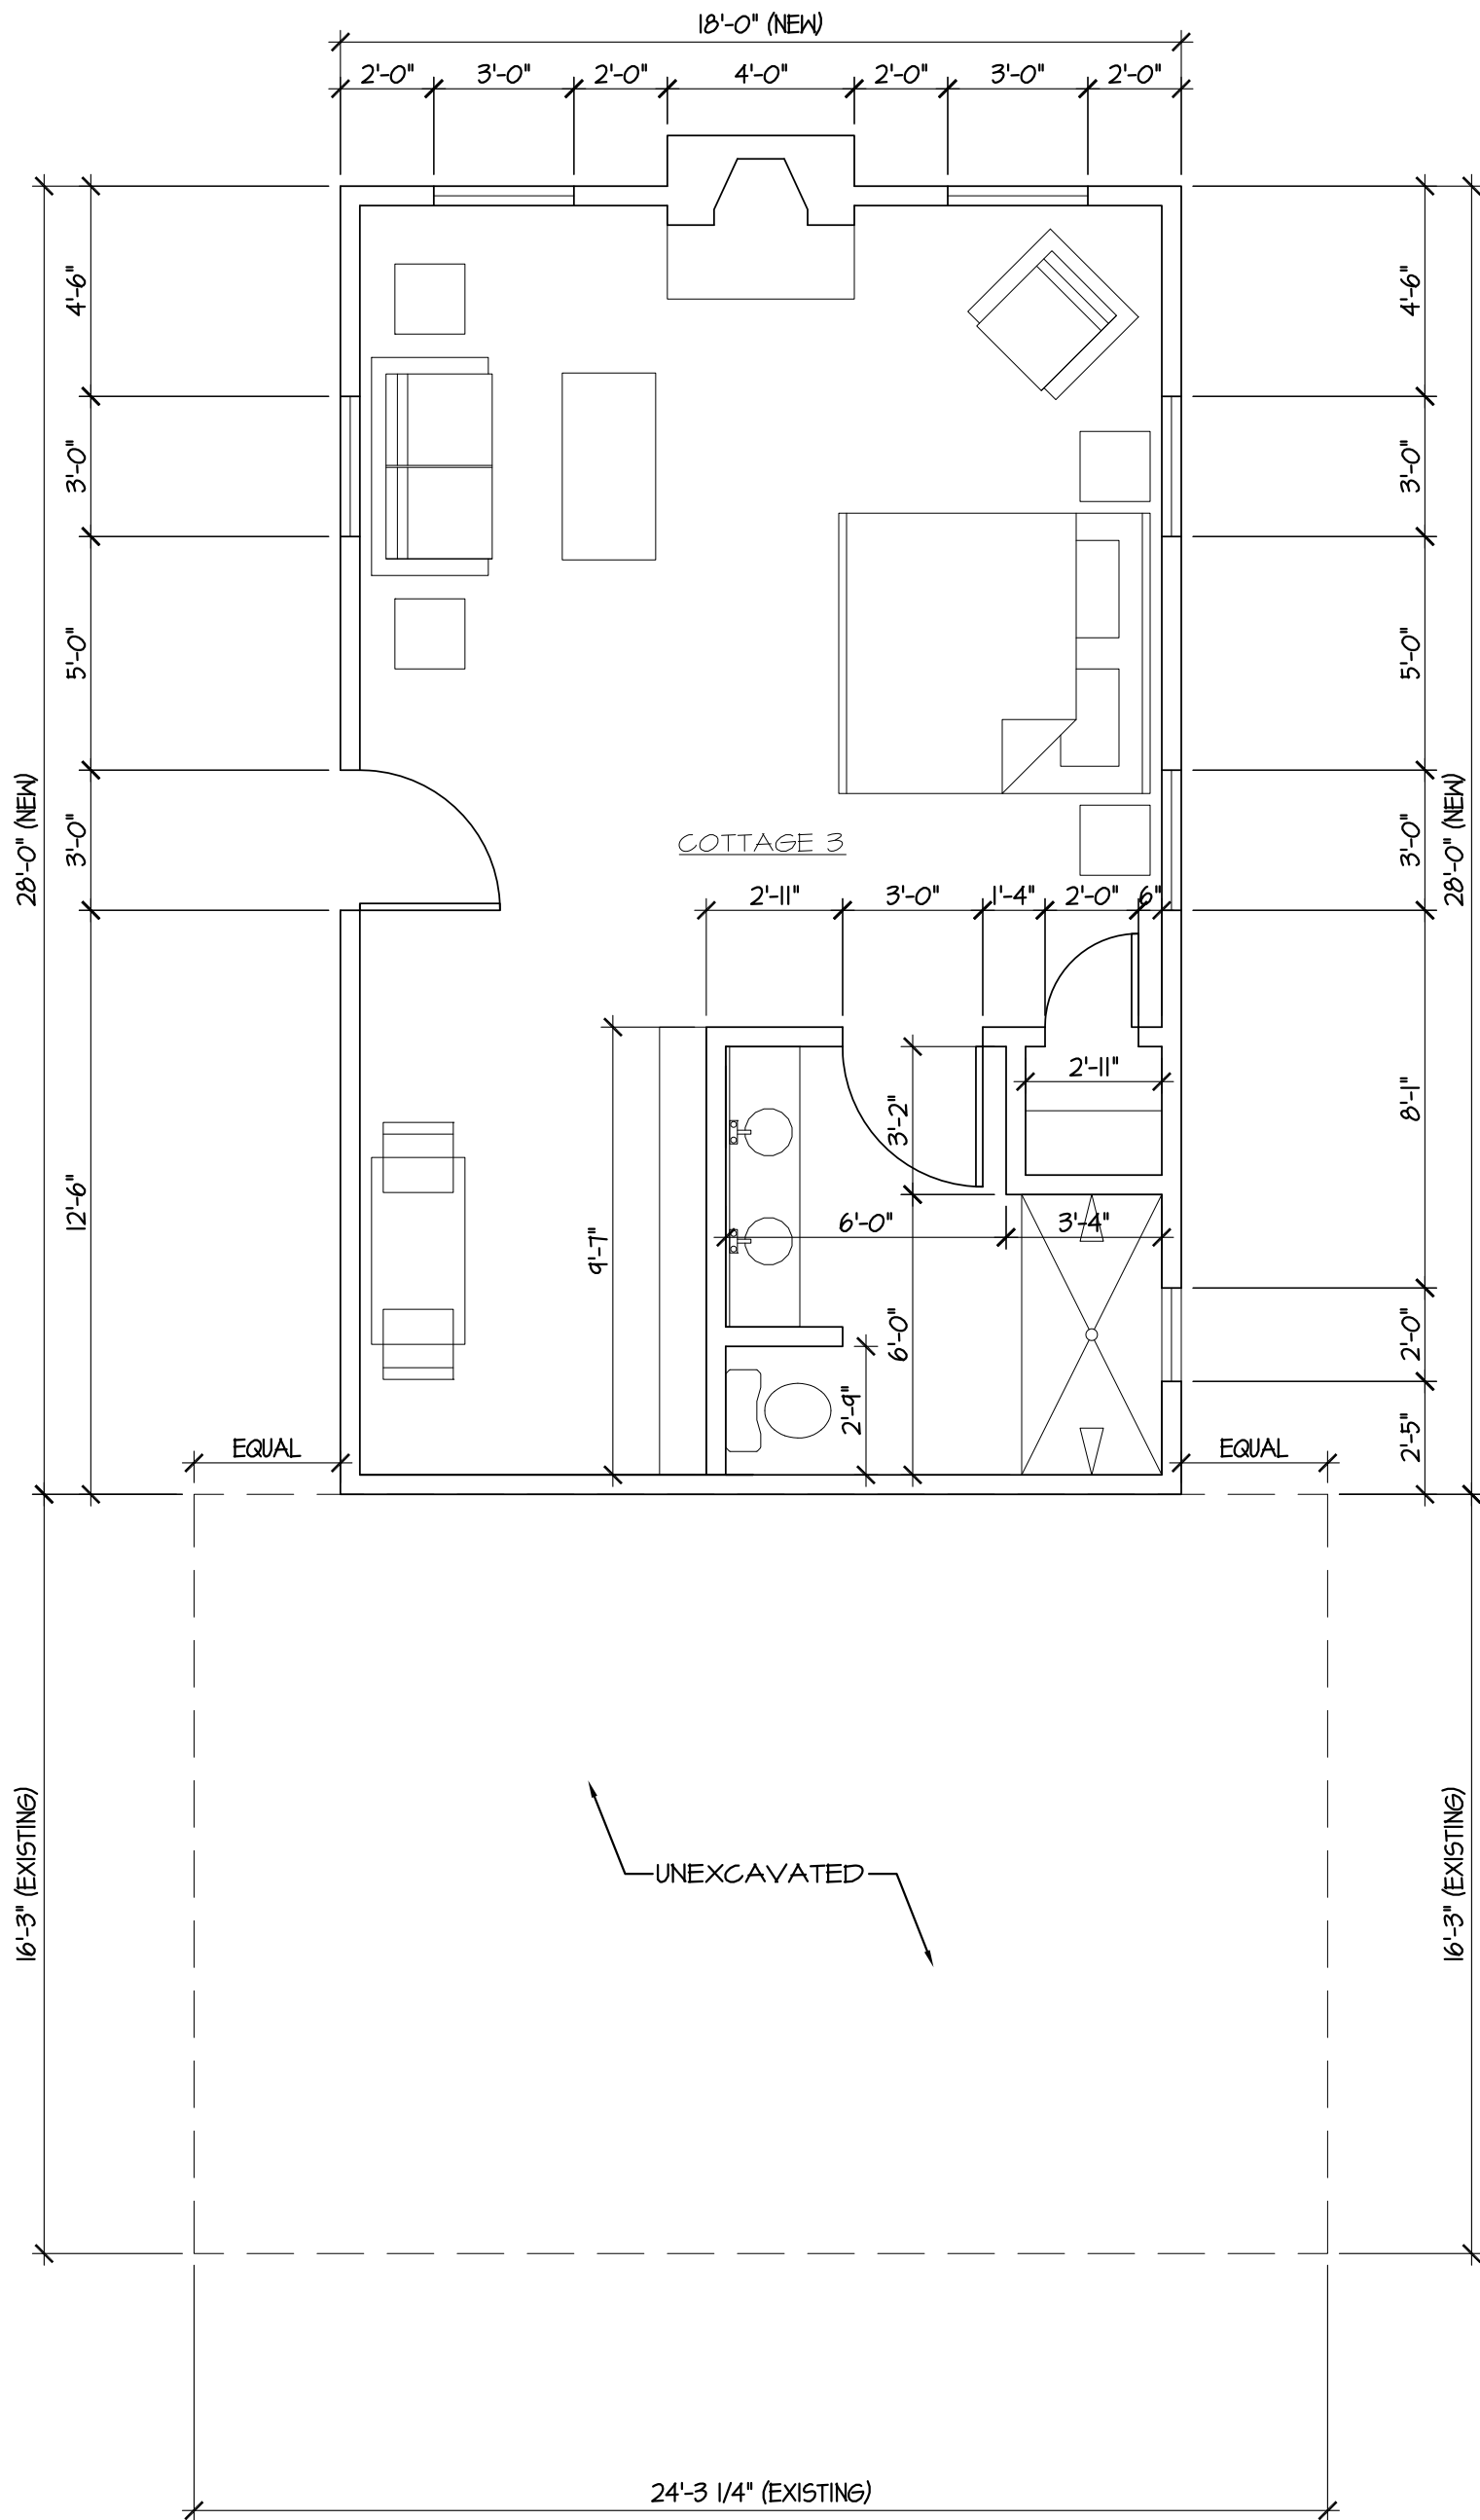 18'-0" (NEW)
2'-0" 3'-0" 2'-0" 4'-0" 2'-0" 3'-0" 2'-0"
4'-6" 4'-6"
3'-0" 3'-0"
5'-0" 5'-0"
28'-0" (NEW) 3'-0" 3'-0" 28'-0" (NEW)
COTTAGE 3
2'-11" 3'-0" 1'-4" 2'-0" 6"
2'-11"
3'-2" 8'-1"
12'-6"
9'-7" 6'-0" 3'-4"
6'-0" 2'-0"
2'-9" 2'-5"
EQUAL EQUAL
16'-3" (EXISTING) UNEXCAVATED 16'-3" (EXISTING)
24'-3 1/4" (EXISTING)